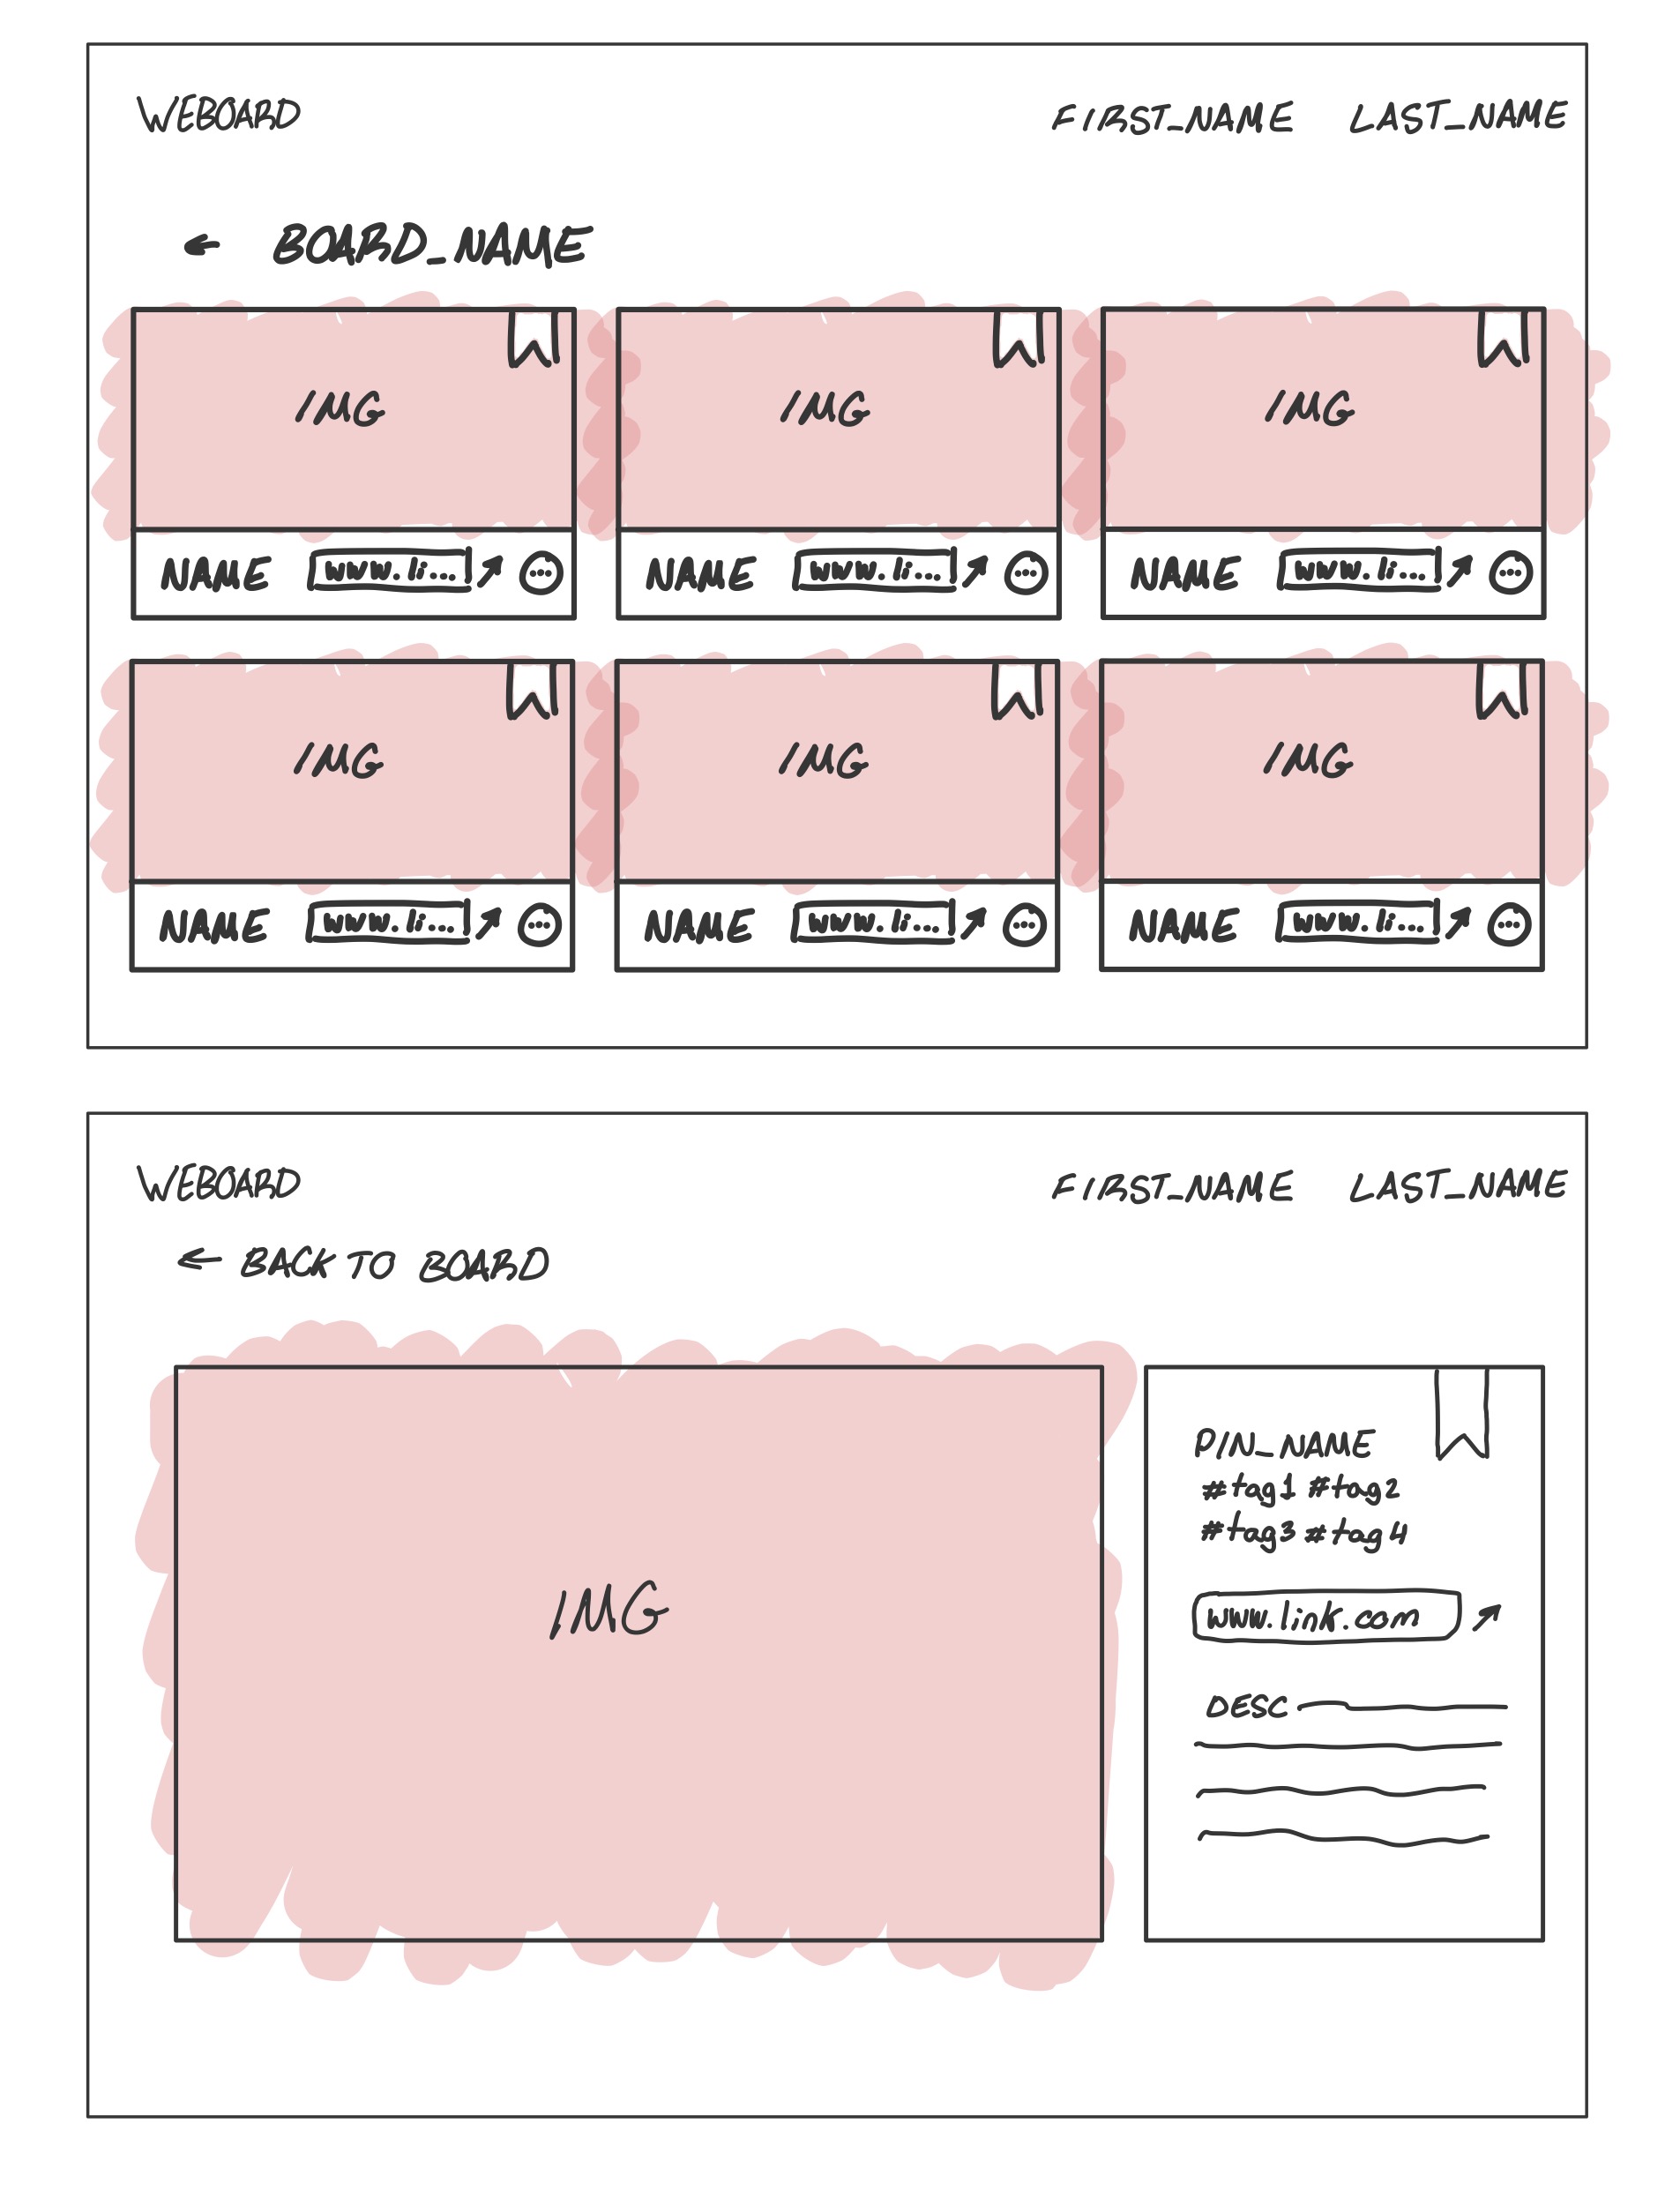 WEBOARD FIRST_NAME LAST_NAME
← BOARD_NAME
IMG IMG IMG
NAME www.li... ↗ NAME www.li... ↗ NAME www.li... ↗
IMG IMG IMG
NAME www.li... ↗ NAME www.li... ↗ NAME www.li... ↗
WEBOARD FIRST_NAME LAST_NAME
← BACK TO BOARD
IMG
PIN_NAME
#tag1 #tag2
#tag3 #tag4
www.link.com ↗
DESC